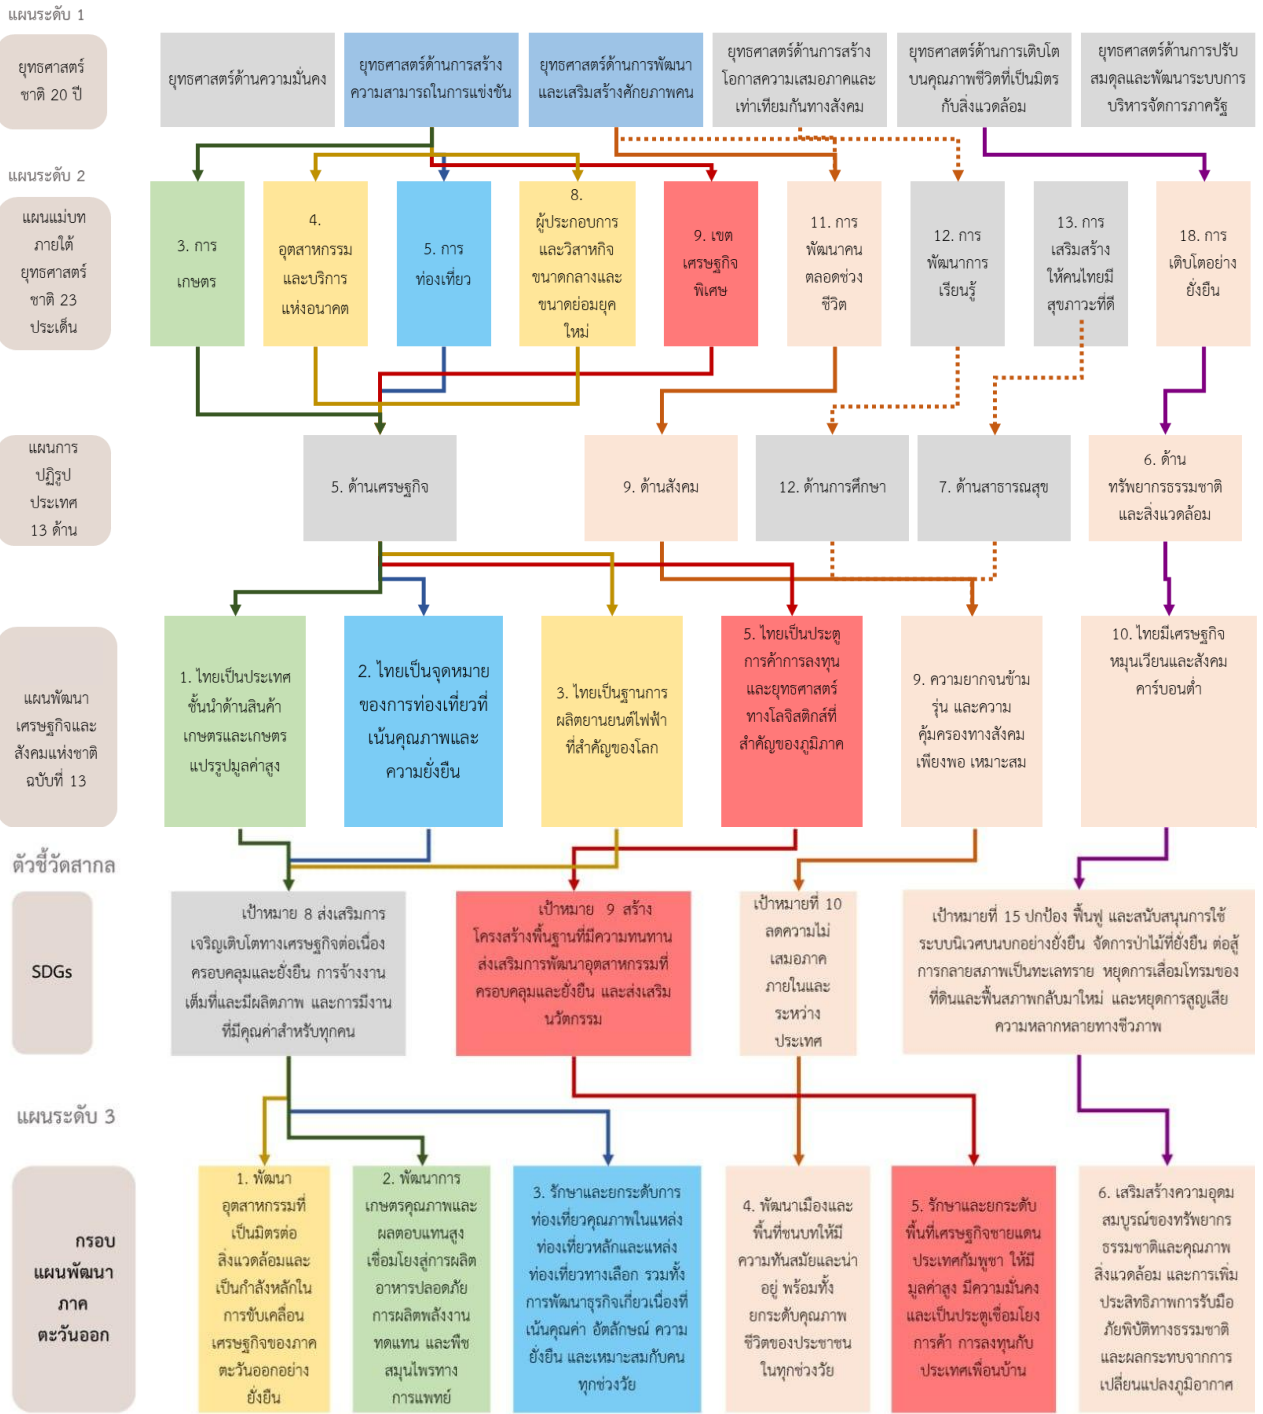 แผนระดับ 1
ยุทธศาสตร์
ชาติ 20 ปี
ยุทธศาสตร์ด้านความมั่นคง
ยุทธศาสตร์ด้านการสร้าง
ความสามารถในการแข่งขัน
ยุทธศาสตร์ด้านการพัฒนา
และเสริมสร้างศักยภาพคน
ยุทธศาสตร์ด้านการสร้าง
โอกาสความเสมอภาคและ
เท่าเทียมกันทางสังคม
ยุทธศาสตร์ด้านการเติบโต
บนคุณภาพชีวิตที่เป็นมิตร
กับสิ่งแวดล้อม
ยุทธศาสตร์ด้านการปรับ
สมดุลและพัฒนาระบบการ
บริหารจัดการภาครัฐ
แผนระดับ 2
แผนแม่บท
ภายใต้
ยุทธศาสตร์
ชาติ 23
ประเด็น
3. การ
เกษตร
4.
อุตสาหกรรม
และบริการ
แห่งอนาคต
5. การ
ท่องเที่ยว
8.
ผู้ประกอบการ
และวิสาหกิจ
ขนาดกลางและ
ขนาดย่อมยุค
ใหม่
9. เขต
เศรษฐกิจ
พิเศษ
11. การ
พัฒนาคน
ตลอดช่วง
ชีวิต
12. การ
พัฒนาการ
เรียนรู้
13. การ
เสริมสร้าง
ให้คนไทยมี
สุขภาวะที่ดี
18. การ
เติบโตอย่าง
ยั่งยืน
แผนการ
ปฏิรูป
ประเทศ
13 ด้าน
5. ด้านเศรษฐกิจ
9. ด้านสังคม
12. ด้านการศึกษา
7. ด้านสาธารณสุข
6. ด้าน
ทรัพยากรธรรมชาติ
และสิ่งแวดล้อม
แผนพัฒนา
เศรษฐกิจและ
สังคมแห่งชาติ
ฉบับที่ 13
1. ไทยเป็นประเทศ
ชั้นนำด้านสินค้า
เกษตรและเกษตร
แปรรูปมูลค่าสูง
2. ไทยเป็นจุดหมาย
ของการท่องเที่ยวที่
เน้นคุณภาพและ
ความยั่งยืน
3. ไทยเป็นฐานการ
ผลิตยานยนต์ไฟฟ้า
ที่สำคัญของโลก
5. ไทยเป็นประตู
การค้าการลงทุน
และยุทธศาสตร์
ทางโลจิสติกส์ที่
สำคัญของภูมิภาค
9. ความยากจนข้าม
รุ่น และความ
คุ้มครองทางสังคม
เพียงพอ เหมาะสม
10. ไทยมีเศรษฐกิจ
หมุนเวียนและสังคม
คาร์บอนต่ำ
ตัวชี้วัดสากล
SDGs
เป้าหมาย 8 ส่งเสริมการ
เจริญเติบโตทางเศรษฐกิจต่อเนื่อง
ครอบคลุมและยั่งยืน การจ้างงาน
เต็มที่และมีผลิตภาพ และการมีงาน
ที่มีคุณค่าสำหรับทุกคน
เป้าหมาย 9 สร้าง
โครงสร้างพื้นฐานที่มีความทนทาน
ส่งเสริมการพัฒนาอุตสาหกรรมที่
ครอบคลุมและยั่งยืน และส่งเสริม
นวัตกรรม
เป้าหมายที่ 10
ลดความไม่
เสมอภาค
ภายในและ
ระหว่าง
ประเทศ
เป้าหมายที่ 15 ปกป้อง ฟื้นฟู และสนับสนุนการใช้
ระบบนิเวศบนบกอย่างยั่งยืน จัดการป่าไม้ที่ยั่งยืน ต่อสู้
การกลายสภาพเป็นทะเลทราย หยุดการเสื่อมโทรมของ
ที่ดินและฟื้นสภาพกลับมาใหม่ และหยุดการสูญเสีย
ความหลากหลายทางชีวภาพ
แผนระดับ 3
กรอบ
แผนพัฒนา
ภาค
ตะวันออก
1. พัฒนา
อุตสาหกรรมที่
เป็นมิตรต่อ
สิ่งแวดล้อมและ
เป็นกำลังหลักใน
การขับเคลื่อน
เศรษฐกิจของภาค
ตะวันออกอย่าง
ยั่งยืน
2. พัฒนาการ
เกษตรคุณภาพและ
ผลตอบแทนสูง
เชื่อมโยงสู่การผลิต
อาหารปลอดภัย
การผลิตพลังงาน
ทดแทน และพืช
สมุนไพรทาง
การแพทย์
3. รักษาและยกระดับการ
ท่องเที่ยวคุณภาพในแหล่ง
ท่องเที่ยวหลักและแหล่ง
ท่องเที่ยวทางเลือก รวมทั้ง
การพัฒนาธุรกิจเกี่ยวเนื่องที่
เน้นคุณค่า อัตลักษณ์ ความ
ยั่งยืน และเหมาะสมกับคน
ทุกช่วงวัย
4. พัฒนาเมืองและ
พื้นที่ชนบทให้มี
ความทันสมัยและน่า
อยู่ พร้อมทั้ง
ยกระดับคุณภาพ
ชีวิตของประชาชน
ในทุกช่วงวัย
5. รักษาและยกระดับ
พื้นที่เศรษฐกิจชายแดน
ประเทศกัมพูชา ให้มี
มูลค่าสูง มีความมั่นคง
และเป็นประตูเชื่อมโยง
การค้า การลงทุนกับ
ประเทศเพื่อนบ้าน
6. เสริมสร้างความอุดม
สมบูรณ์ของทรัพยากร
ธรรมชาติและคุณภาพ
สิ่งแวดล้อม และการเพิ่ม
ประสิทธิภาพการรับมือ
ภัยพิบัติทางธรรมชาติ
และผลกระทบจากการ
เปลี่ยนแปลงภูมิอากาศ